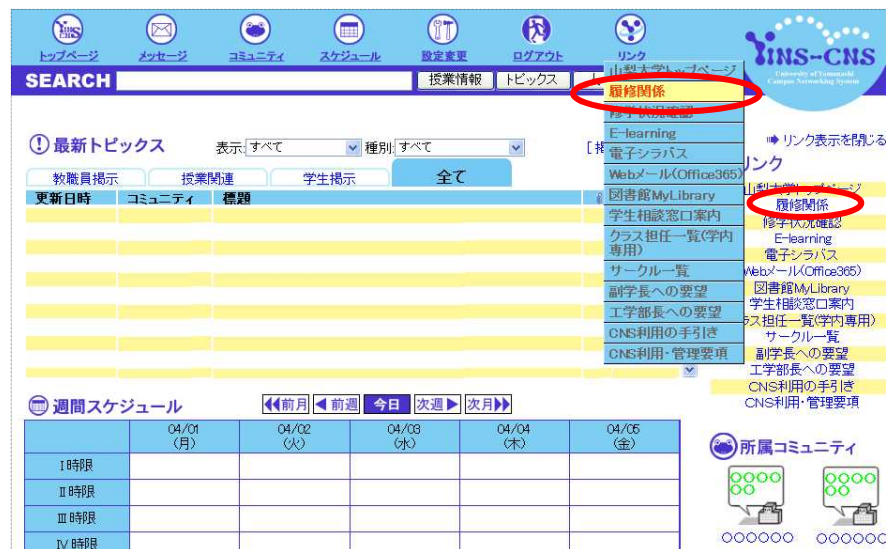 YINS
トップページ メッセージ コミュニティ スケジュール 設定変更 ログアウト リンク
YINS-CNS
University of Yamanashi
Campus Networking System
SEARCH 授業情報 トピックス
山梨大学トップページ
履修関係
修学状況確認
E-learning
電子シラバス
Webメール(Office365)
図書館MyLibrary
学生相談窓口案内
クラス担任一覧(学内
専用)
サークル一覧
副学長への要望
工学部長への要望
CNS利用の手引き
CNS利用・管理要項
最新トピックス 表示: すべて 種別: すべて
教職員掲示 授業関連 学生掲示 全て
更新日時 コミュニティ 標題
リンク表示を閉じる
リンク
山梨大学トップページ
履修関係
修学状況確認
E-learning
電子シラバス
Webメール(Office365)
図書館MyLibrary
学生相談窓口案内
クラス担任一覧(学内専用)
サークル一覧
副学長への要望
工学部長への要望
CNS利用の手引き
CNS利用・管理要項
週間スケジュール 前月 前週 今日 次週 次月
04/01 04/02 04/03 04/04 04/05
(月) (火) (水) (木) (金)
Ⅰ時限
Ⅱ時限
Ⅲ時限
Ⅳ時限
所属コミュニティ
○○○○ ○○○○
○○ ○○
○○○○○○ ○○○○○○